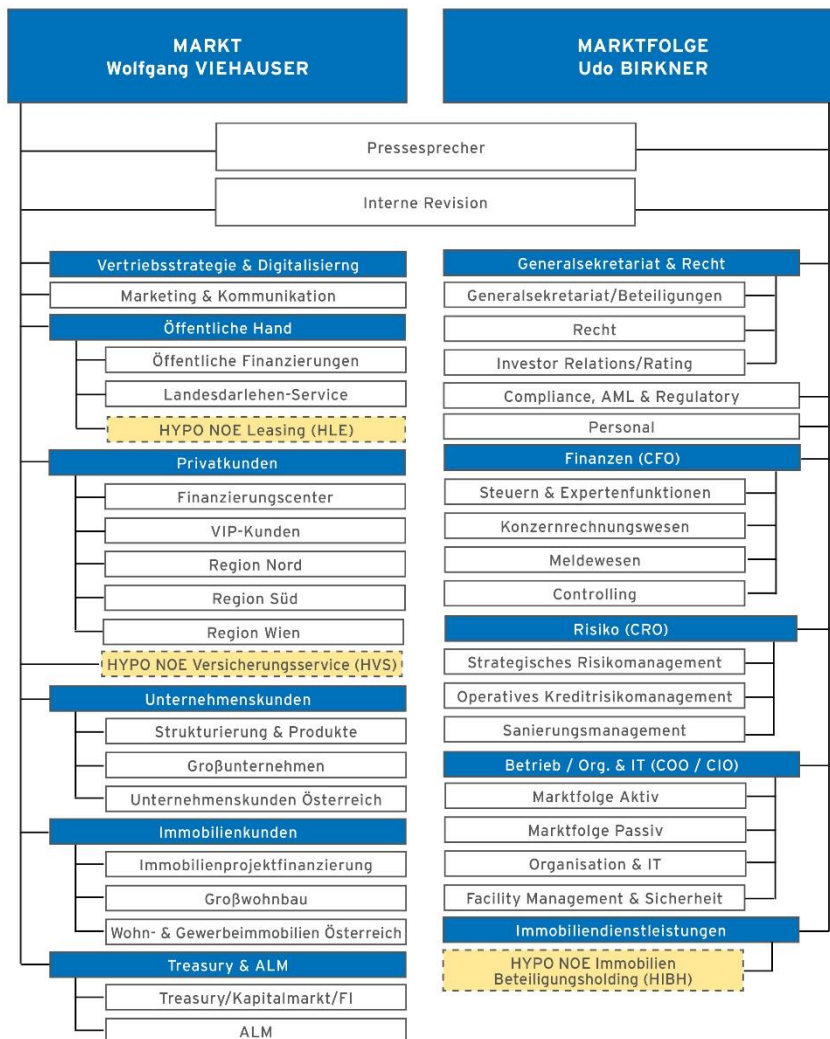 MARKT
Wolfgang VIEHAUSER
MARKTFOLGE
Udo BIRKNER
Pressesprecher
Interne Revision
Vertriebsstrategie & Digitalisierng
Marketing & Kommunikation
Öffentliche Hand
Öffentliche Finanzierungen
Landesdarlehen-Service
HYPO NOE Leasing (HLE)
Privatkunden
Finanzierungscenter
VIP-Kunden
Region Nord
Region Süd
Region Wien
HYPO NOE Versicherungsservice (HVS)
Unternehmenskunden
Strukturierung & Produkte
Großunternehmen
Unternehmenskunden Österreich
Immobilienkunden
Immobilienprojektfinanzierung
Großwohnbau
Wohn- & Gewerbeimmobilien Österreich
Treasury & ALM
Treasury/Kapitalmarkt/FI
ALM
Generalsekretariat & Recht
Generalsekretariat/Beteiligungen
Recht
Investor Relations/Rating
Compliance, AML & Regulatory
Personal
Finanzen (CFO)
Steuern & Expertenfunktionen
Konzernrechnungswesen
Meldewesen
Controlling
Risiko (CRO)
Strategisches Risikomanagement
Operatives Kreditrisikomanagement
Sanierungsmanagement
Betrieb / Org. & IT (COO / CIO)
Marktfolge Aktiv
Marktfolge Passiv
Organisation & IT
Facility Management & Sicherheit
Immobiliendienstleistungen
HYPO NOE Immobilien
Beteiligungsholding (HIBH)